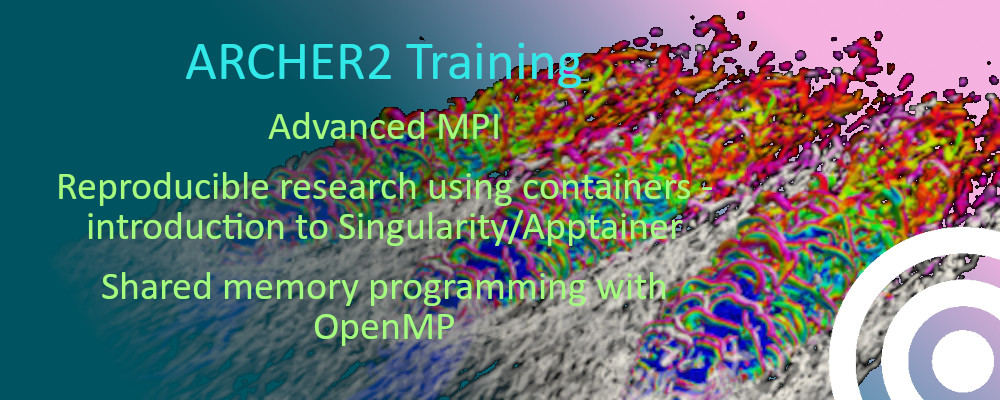 ARCHER2 Training
Advanced MPI
Reproducible research using containers -
introduction to Singularity/Apptainer
Shared memory programming with
OpenMP